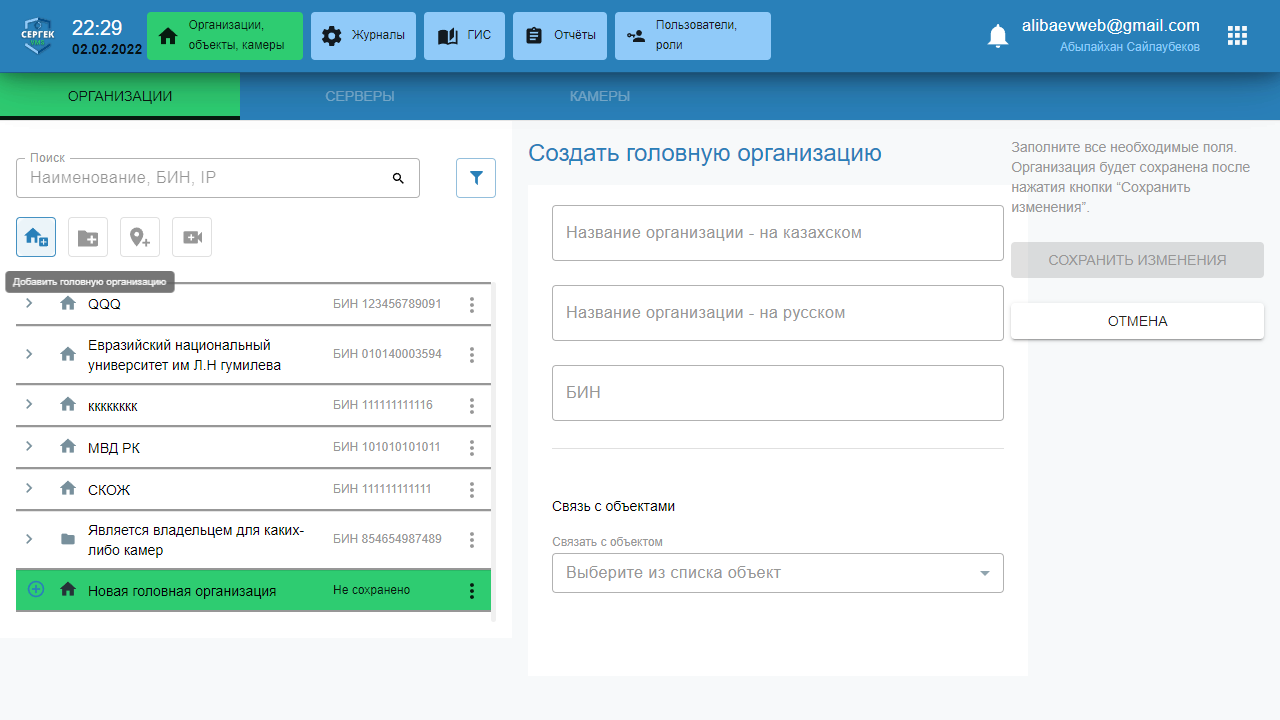 СЕРГЕК
VMS
22:29
02.02.2022
Организации,
объекты, камеры
Журналы
ГИС
Отчёты
Пользователи,
роли
alibaevweb@gmail.com
Абылайхан Сайлаубеков
ОРГАНИЗАЦИИ
СЕРВЕРЫ
КАМЕРЫ
Поиск
Наименование, БИН, IP
Добавить головную организацию
QQQ
БИН 123456789091
Евразийский национальный
университет им Л.Н гумилева
БИН 010140003594
кккккккк
БИН 111111111116
МВД РК
БИН 101010101011
СКОЖ
БИН 111111111111
Является владельцем для каких-
либо камер
БИН 854654987489
Новая головная организация
Не сохранено
Создать головную организацию
Название организации - на казахском
Название организации - на русском
БИН
Связь с объектами
Связать с объектом
Выберите из списка объект
Заполните все необходимые поля.
Организация будет сохранена после
нажатия кнопки “Сохранить
изменения”.
СОХРАНИТЬ ИЗМЕНЕНИЯ
ОТМЕНА